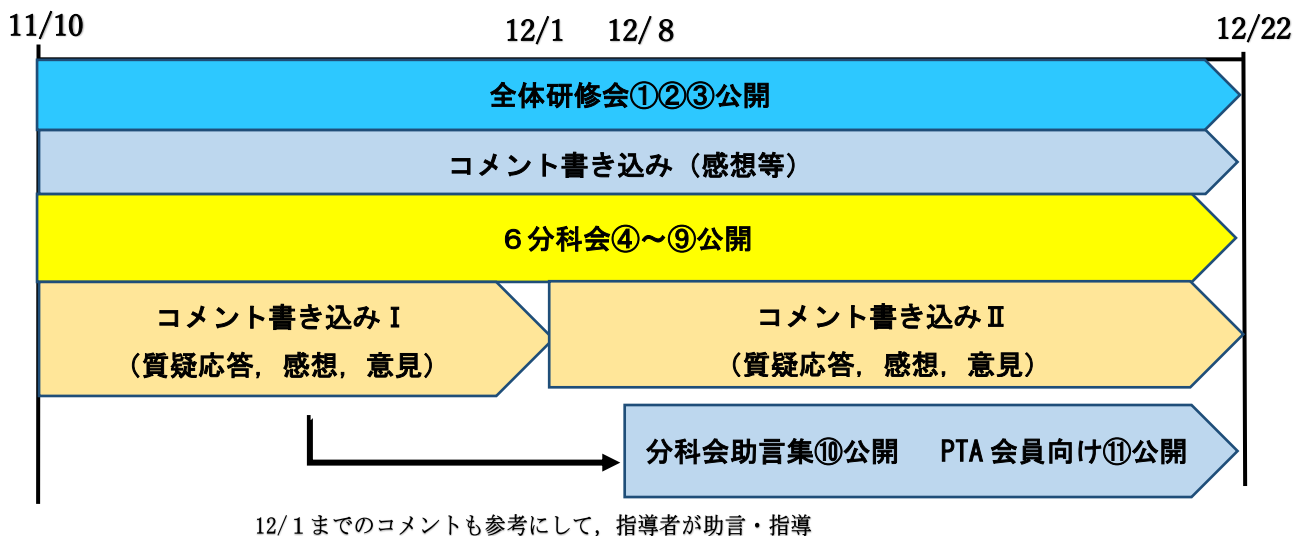 11/10
12/1
12/８
12/22
全体研修会①②③公開
コメント書き込み（感想等）
６分科会④～⑨公開
コメント書き込みⅠ
（質疑応答，感想，意見）
コメント書き込みⅡ
（質疑応答，感想，意見）
分科会助言集⑩公開　PTA 会員向け⑪公開
12/１までのコメントも参考にして，指導者が助言・指導